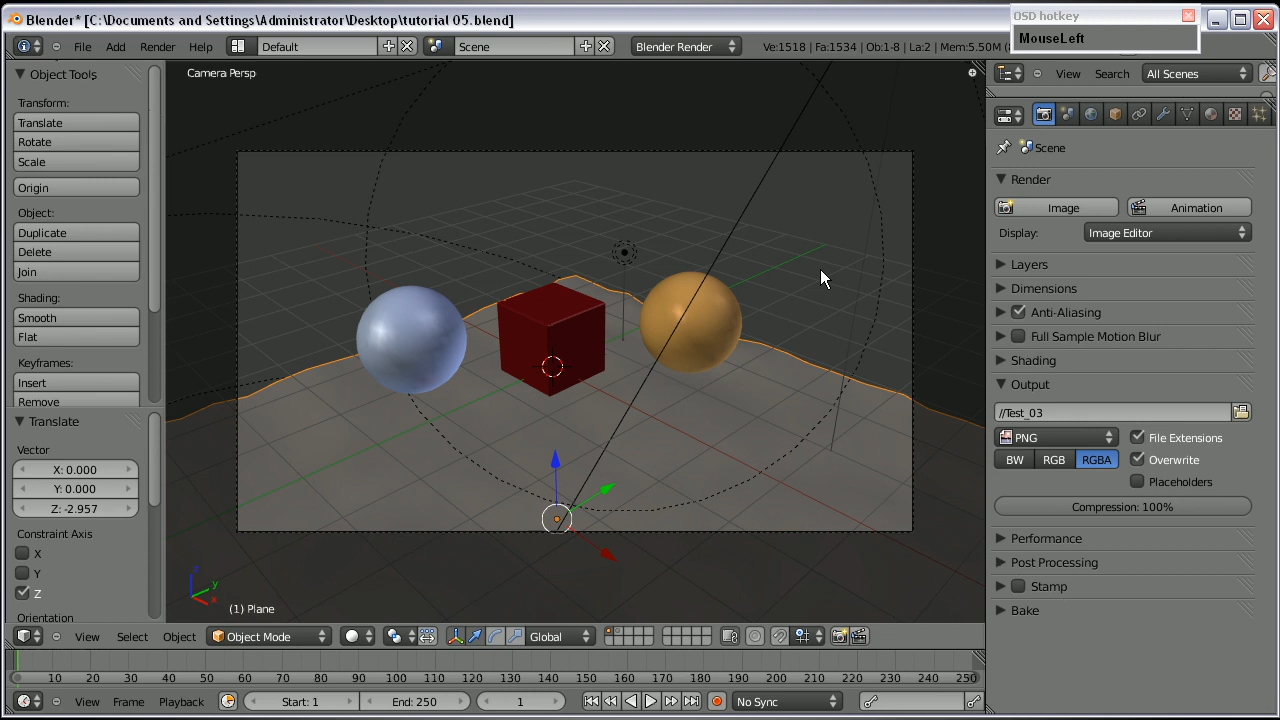 Blender* [C:\Documents and Settings\Administrator\Desktop\tutorial 05.blend]
OSD hotkey
MouseLeft
File Add Render Help Default Scene Blender Render Ve:1518 | Fa:1534 | Ob:1-8 | La:2 | Mem:5.50M
View Search All Scenes
Object Tools
Transform:
Translate
Rotate
Scale
Origin
Object:
Duplicate
Delete
Join
Shading:
Smooth
Flat
Keyframes:
Insert
Remove
Translate
Vector
X: 0.000
Y: 0.000
Z: -2.957
Constraint Axis
X
Y
Z
Orientation
Camera Persp
z
y
x
(1) Plane
Scene
Render
Image Animation
Display: Image Editor
Layers
Dimensions
Anti-Aliasing
Full Sample Motion Blur
Shading
Output
//Test_03
PNG File Extensions
BW RGB RGBA Overwrite
Placeholders
Compression: 100%
Performance
Post Processing
Stamp
Bake
View Select Object Object Mode Global
10 20 30 40 50 60 70 80 90 100 110 120 130 140 150 160 170 180 190 200 210 220 230 240 250
View Frame Playback Start: 1 End: 250 1 No Sync